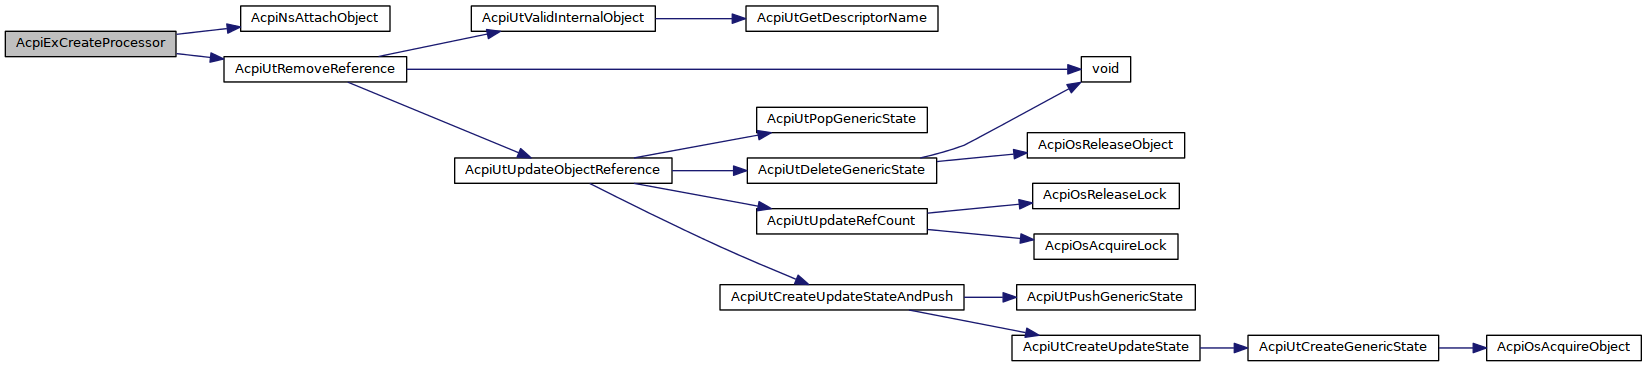 AcpiExCreateProcessor
AcpiNsAttachObject
AcpiUtRemoveReference
AcpiUtValidInternalObject
AcpiUtGetDescriptorName
void
AcpiUtUpdateObjectReference
AcpiUtPopGenericState
AcpiUtDeleteGenericState
AcpiOsReleaseObject
AcpiUtUpdateRefCount
AcpiOsReleaseLock
AcpiOsAcquireLock
AcpiUtCreateUpdateStateAndPush
AcpiUtPushGenericState
AcpiUtCreateUpdateState
AcpiUtCreateGenericState
AcpiOsAcquireObject